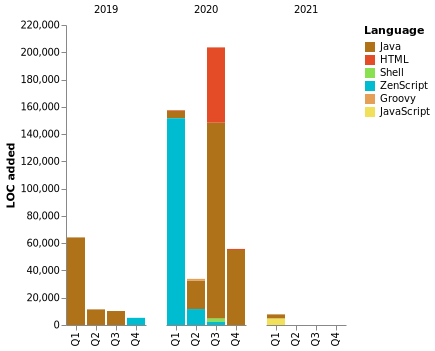 2019 2020 2021
220,000
200,000
180,000
160,000
140,000
120,000
100,000
80,000
60,000
40,000
20,000
0
LOC added
Q1 Q2 Q3 Q4 Q1 Q2 Q3 Q4 Q1 Q2 Q3 Q4
Language
Java
HTML
Shell
ZenScript
Groovy
JavaScript